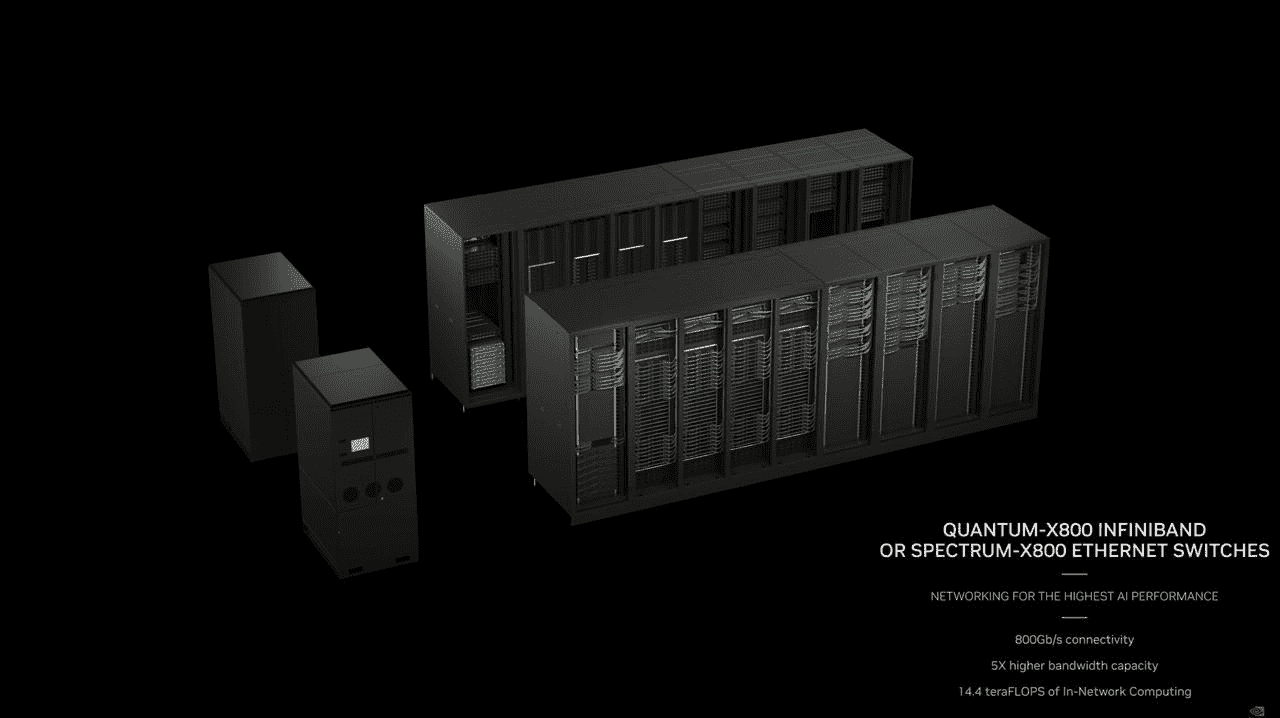 QUANTUM-X800 INFINIBAND
OR SPECTRUM-X800 ETHERNET SWITCHES
NETWORKING FOR THE HIGHEST AI PERFORMANCE
800Gb/s connectivity
5X higher bandwidth capacity
14.4 teraFLOPS of In-Network Computing